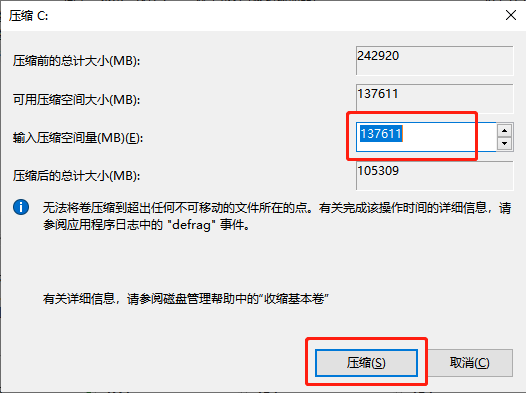 压缩 C:
压缩前的总计大小(MB): 242920
可用压缩空间大小(MB): 137611
输入压缩空间量(MB)(E): 137611
压缩后的总计大小(MB): 105309
无法将卷压缩到超出任何不可移动的文件所在的点。有关完成该操作时间的详细信息，请
参阅应用程序日志中的 "defrag" 事件。
有关详细信息，请参阅磁盘管理帮助中的“收缩基本卷”
压缩(S) 取消(C)